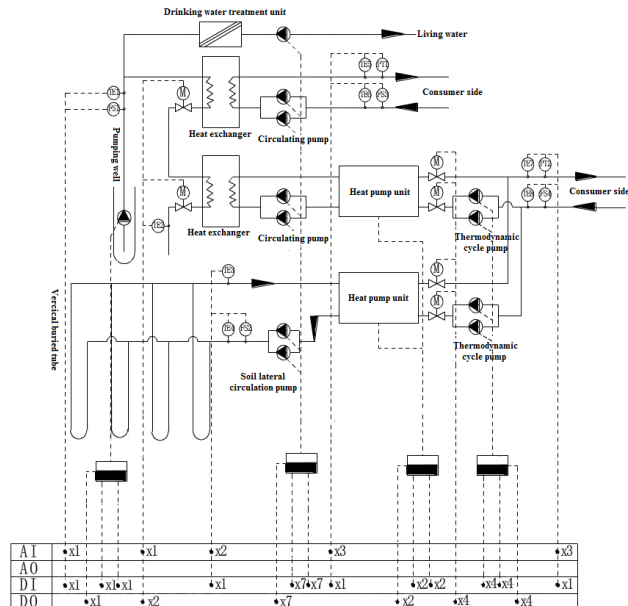 Drinking water treatment unit
Living water
TE1
FS1
M
TE5
PT1
TE6
FS3
Consumer side
Heat exchanger
Circulating pump
Pumping well
M
TE2
Heat exchanger
Circulating pump
Heat pump unit
M
M
TE7
PT2
TE8
FS4
Consumer side
Thermodynamic
cycle pump
TE3
Heat pump unit
M
M
TE4
FS2
Thermodynamic
cycle pump
Soil lateral
circulation pump
Vercical buried tube
AI x1 x1 x2 x3 x3
AO
DI x1 x1 x1 x1 x7 x7 x1 x2 x2 x4 x4 x1
DO x1 x2 x7 x2 x4 x4